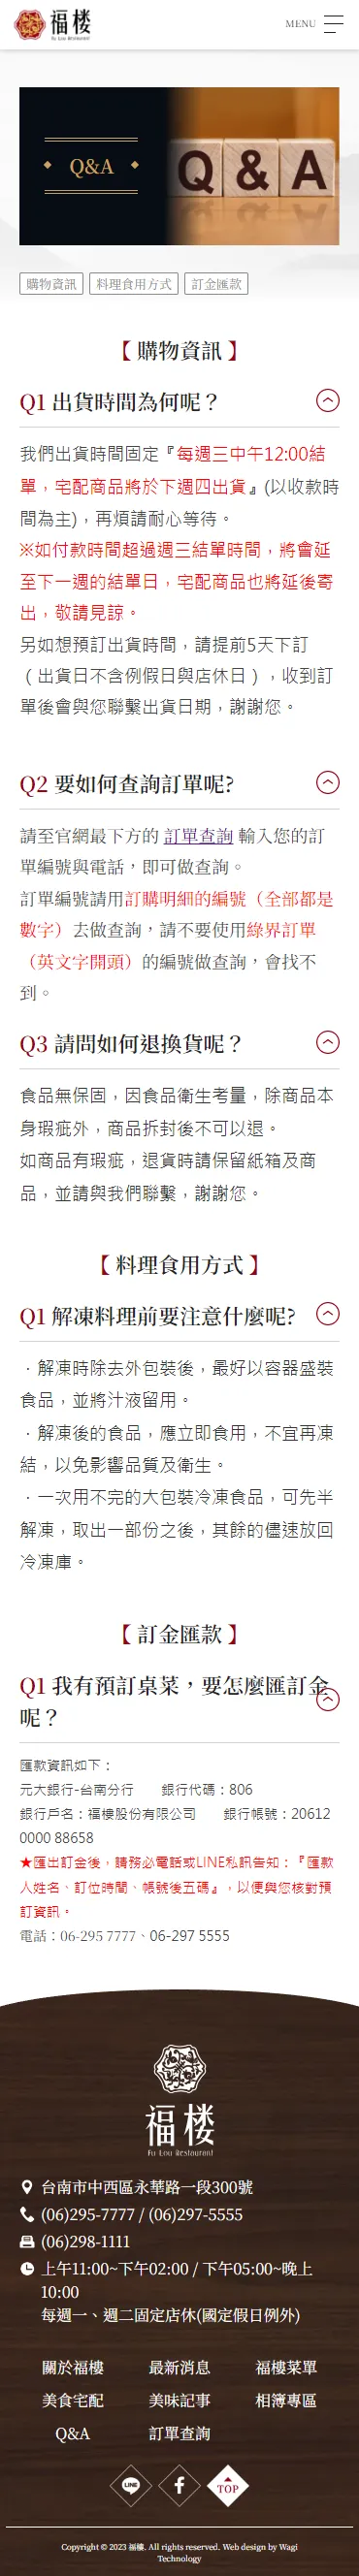 福楼
Fu Lou Restaurant
MENU
Q&A
Q & A
購物資訊
料理食用方式
訂金匯款
【 購物資訊 】
Q1 出貨時間為何呢？
我們出貨時間固定『每週三中午12:00結
單，宅配商品將於下週四出貨』(以收款時
間為主)，再煩請耐心等待。
※如付款時間超過週三結單時間，將會延
至下一週的結單日，宅配商品也將延後寄
出，敬請見諒。
另如想預訂出貨時間，請提前5天下訂
（出貨日不含例假日與店休日），收到訂
單後會與您聯繫出貨日期，謝謝您。
Q2 要如何查詢訂單呢?
請至官網最下方的 訂單查詢 輸入您的訂
單編號與電話，即可做查詢。
訂單編號請用訂購明細的編號（全部都是
數字）去做查詢，請不要使用綠界訂單
（英文字開頭）的編號做查詢，會找不
到。
Q3 請問如何退換貨呢？
食品無保固，因食品衛生考量，除商品本
身瑕疵外，商品拆封後不可以退。
如商品有瑕疵，退貨時請保留紙箱及商
品，並請與我們聯繫，謝謝您。
【 料理食用方式 】
Q1 解凍料理前要注意什麼呢?
．解凍時除去外包裝後，最好以容器盛裝
食品，並將汁液留用。
．解凍後的食品，應立即食用，不宜再凍
結，以免影響品質及衛生。
．一次用不完的大包裝冷凍食品，可先半
解凍，取出一部份之後，其餘的儘速放回
冷凍庫。
【 訂金匯款 】
Q1 我有預訂桌菜，要怎麼匯訂金
呢？
匯款資訊如下：
元大銀行-台南分行　　銀行代碼：806
銀行戶名：福樓股份有限公司　　銀行帳號：20612
0000 88658
★匯出訂金後，請務必電話或LINE私訊告知：『匯款
人姓名、訂位時間、帳號後五碼』，以便與您核對預
訂資訊。
電話：06-295 7777、06-297 5555
福楼
Fu Lou Restaurant
台南市中西區永華路一段300號
(06)295-7777 / (06)297-5555
(06)298-1111
上午11:00~下午02:00 / 下午05:00~晚上
10:00
每週一、週二固定店休(國定假日例外)
關於福樓 最新消息 福樓菜單
美食宅配 美味記事 相簿專區
Q&A 訂單查詢
LINE
TOP
Copyright © 2023 福樓. All rights reserved. Web design by Wagi
Technology